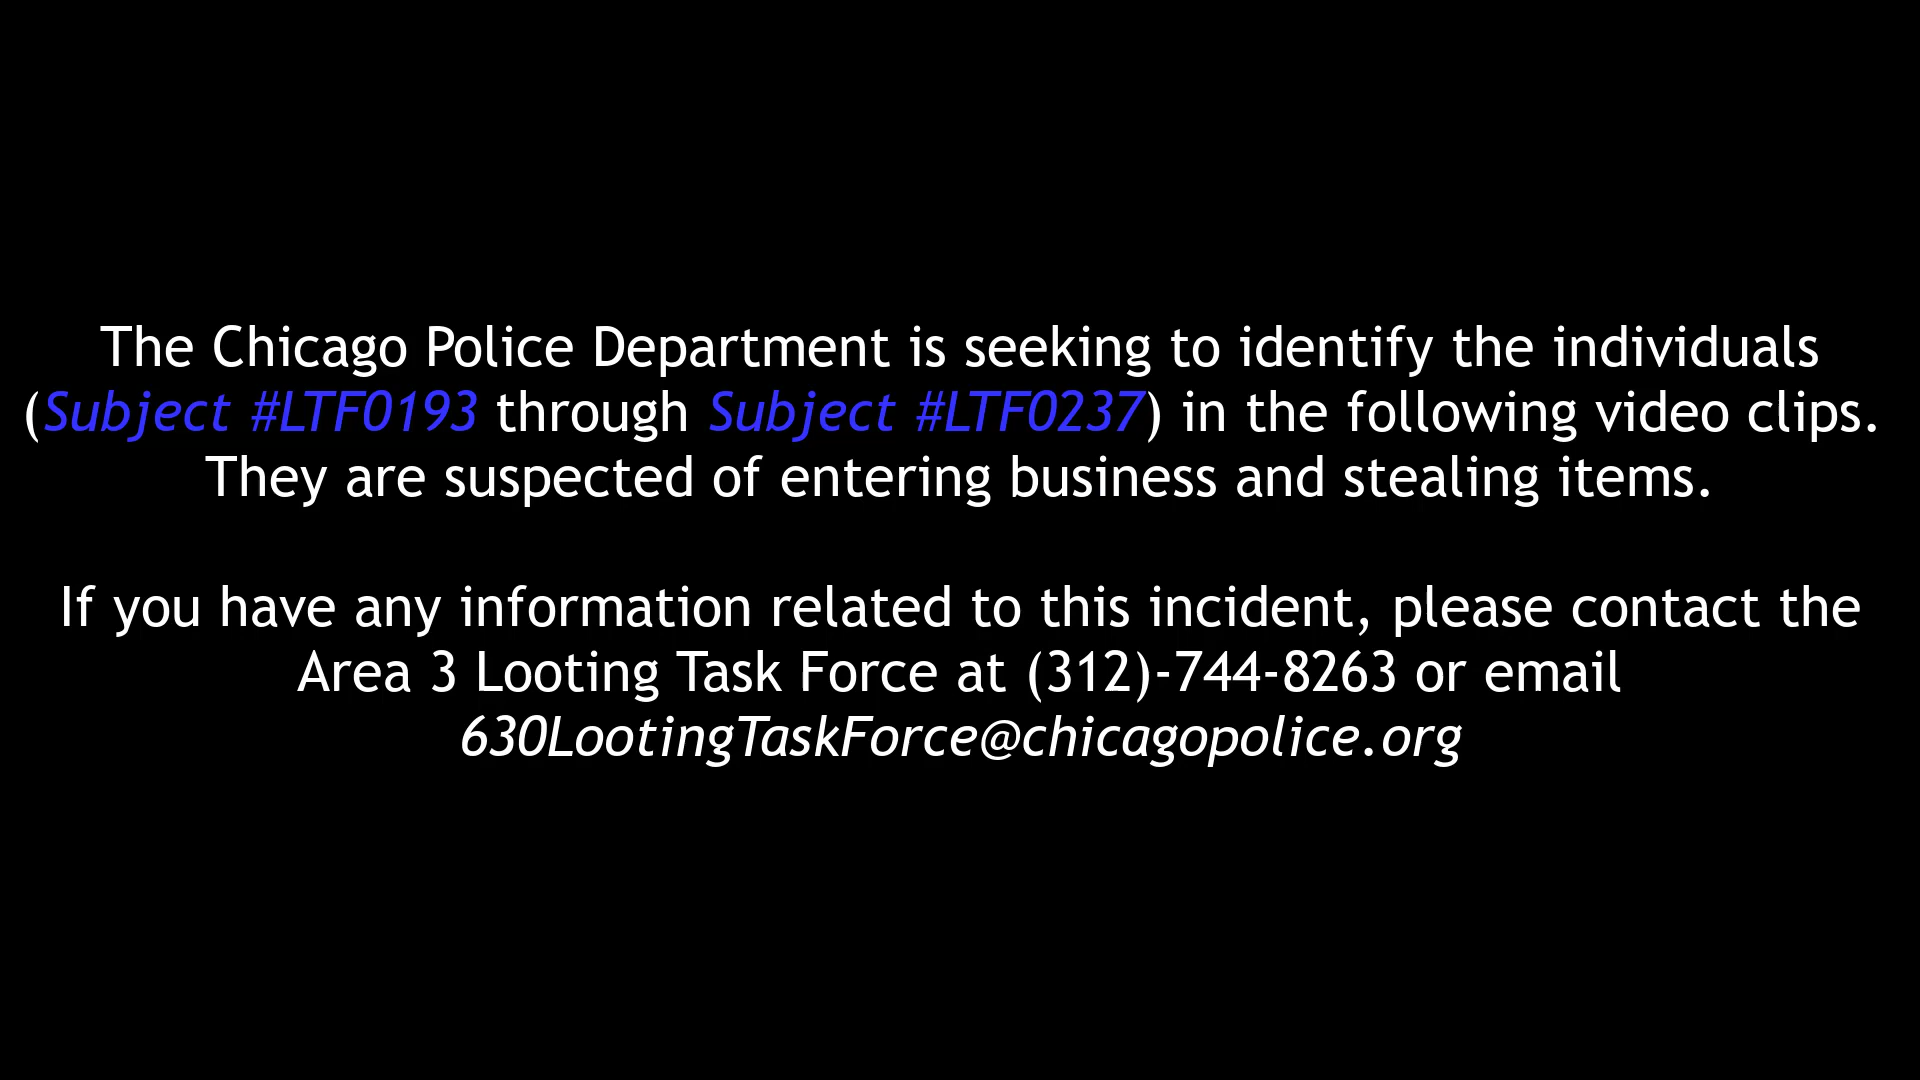 The Chicago Police Department is seeking to identify the individuals
(Subject #LTF0193 through Subject #LTF0237) in the following video clips.
They are suspected of entering business and stealing items.
If you have any information related to this incident, please contact the
Area 3 Looting Task Force at (312)-744-8263 or email
630LootingTaskForce@chicagopolice.org